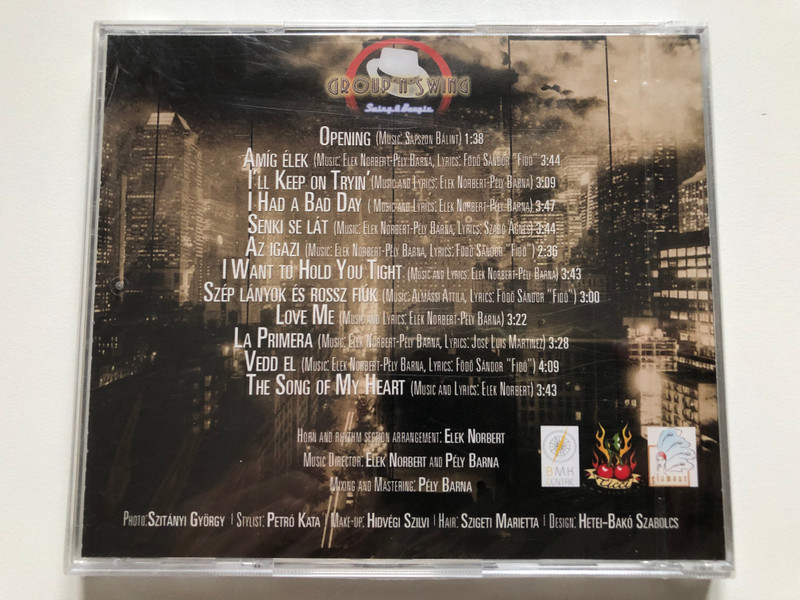 GROUP'N'SWING
Swing & Boogie
OPENING (MUSIC: SAPSZON BÁLINT) 1:38
AMÍG ÉLEK (MUSIC: ELEK NORBERT-PÉLY BARNA, LYRICS: FÖDŐ SÁNDOR "FIDÓ" 3:44
I'LL KEEP ON TRYIN' (MUSIC AND LYRICS: ELEK NORBERT-PÉLY BARNA) 3:09
I HAD A BAD DAY ( MUSIC AND LYRICS: ELEK NORBERT-PÉLY BARNA) 3:47
SENKI SE LÁT (MUSIC: ELEK NORBERT-PÉLY BARNA, LYRICS: SZABÓ ÁGNES) 3:44
AZ IGAZI (MUSIC: ELEK NORBERT-PÉLY BARNA, LYRICS: FÖDŐ SÁNDOR "FIDÓ") 2:36
I WANT TO HOLD YOU TIGHT (MUSIC AND LYRICS: ELEK NORBERT-PÉLY BARNA) 3:43
SZÉP LÁNYOK ÉS ROSSZ FIÚK (MUSIC: ALMÁSSI ATTILA, LYRICS: FÖDŐ SÁNDOR "FIDÓ") 3:00
LOVE ME (MUSIC AND LYRICS: ELEK NORBERT-PÉLY BARNA) 3:22
LA PRIMERA (MUSIC: ELEK NORBERT-PÉLY BARNA, LYRICS: JOSÉ LUIS MARTINEZ) 3:28
VEDD EL (MUSIC: ELEK NORBERT-PÉLY BARNA, LYRICS: FÖDŐ SÁNDOR "FIDÓ") 4:09
THE SONG OF MY HEART (MUSIC AND LYRICS: ELEK NORBERT) 3:43
HORN AND RHYTHM SECTION ARRANGEMENT: ELEK NORBERT
MUSIC DIRECTOR: ELEK NORBERT AND PÉLY BARNA
MIXING AND MASTERING: PÉLY BARNA
BMK
CENTRE
glamour
PHOTO: SZITÁNYI GYÖRGY | STYLIST: PETRÓ KATA / MAKE-UP: HIDVÉGI SZILVI | HAIR: SZIGETI MARIETTA | DESIGN: HETEI-BAKÓ SZABOLCS